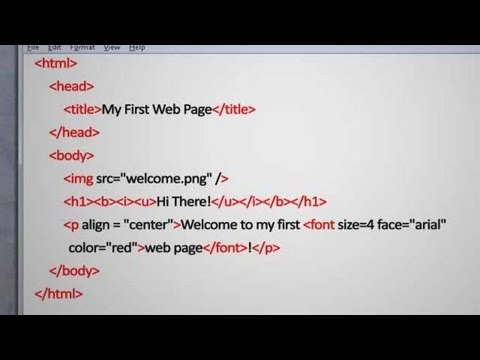 File Edit Format View Help
<html>
<head>
<title>My First Web Page</title>
</head>
<body>
<img src="welcome.png" />
<h1><b><i><u>Hi There!</u></i></b></h1>
<p align = "center">Welcome to my first <font size=4 face="arial"
color="red">web page</font>!</p>
</body>
</html>